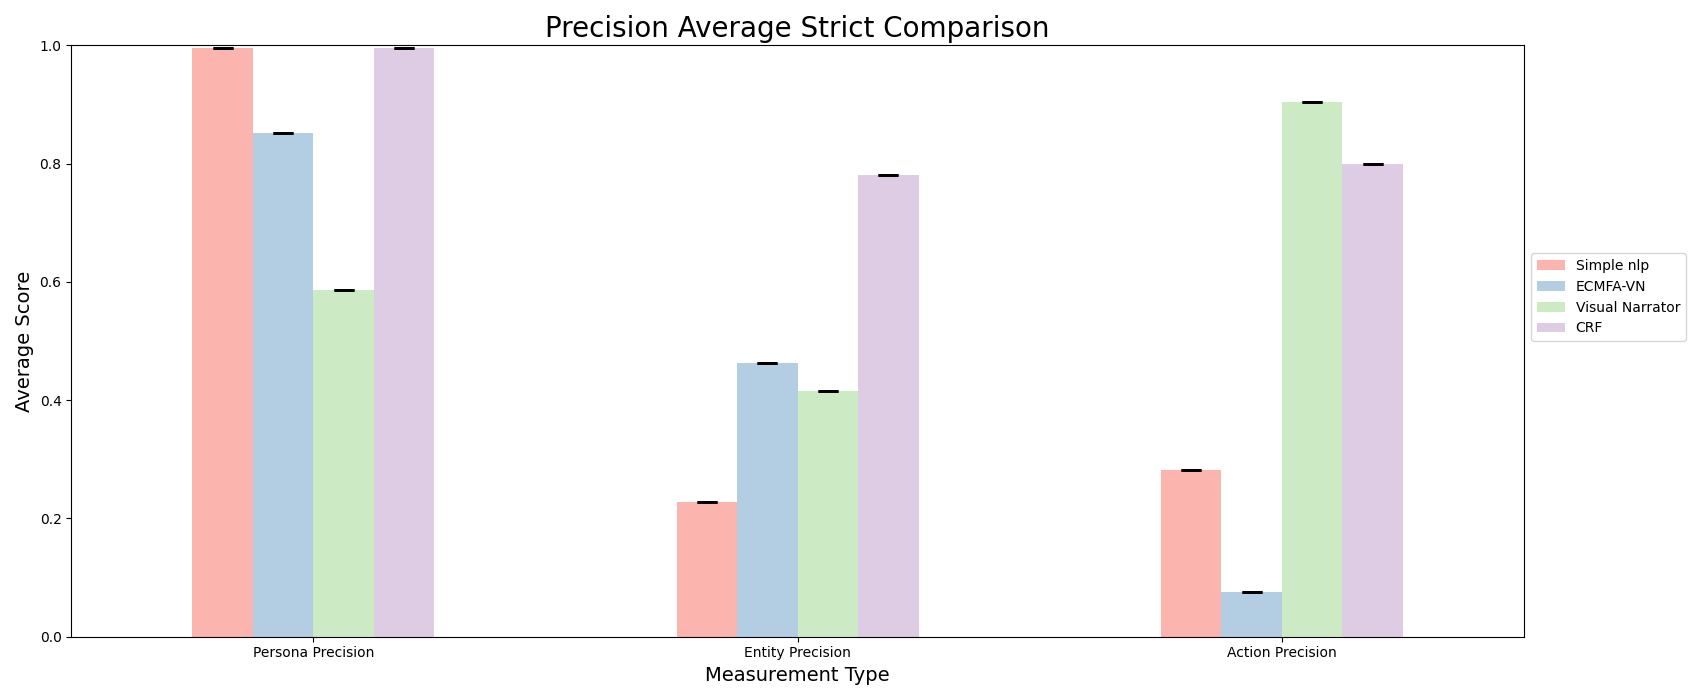 Precision Average Strict Comparison
1.0
0.8
0.6
0.4
0.2
0.0
Average Score
Persona Precision
Entity Precision
Action Precision
Measurement Type
Simple nlp
ECMFA-VN
Visual Narrator
CRF